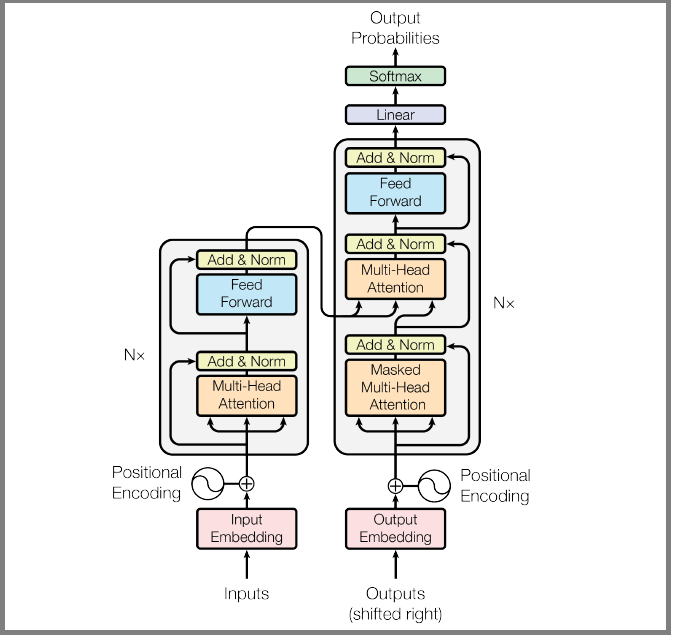 Output
Probabilities
Softmax
Linear
Add & Norm
Feed
Forward
Add & Norm
Multi-Head
Attention
Add & Norm
Masked
Multi-Head
Attention
Nx
Add & Norm
Feed
Forward
Add & Norm
Multi-Head
Attention
Nx
Positional
Encoding
Positional
Encoding
Input
Embedding
Output
Embedding
Inputs
Outputs
(shifted right)